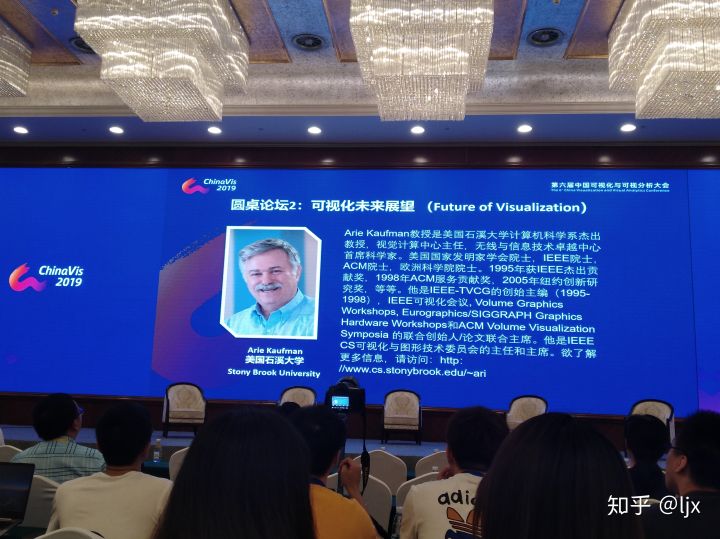 ChinaVis
2019
第六届中国可视化与可视分析大会
The 6th China Visualization and Visual Analytics Conference
圆桌论坛2：可视化未来展望 （Future of Visualization）
ChinaVis
2019
Arie Kaufman教授是美国石溪大学计算机科学系杰出
教授，视觉计算中心主任，无线与信息技术卓越中心
首席科学家。美国国家发明家学会院士，IEEE院士，
ACM院士，欧洲科学院院士。1995年获IEEE杰出贡
献奖，1998年ACM服务贡献奖，2005年纽约创新研
究奖，等等。他是IEEE-TVCG的创始主编（1995-
1998），IEEE可视化会议, Volume Graphics
Workshops, Eurographics/SIGGRAPH Graphics
Hardware Workshops和ACM Volume Visualization
Symposia 的联合创始人/论文联合主席。他是IEEE
CS可视化与图形技术委员会的主任和主席。欲了解
更多信息，请访问：http:
//www.cs.stonybrook.edu/~ari
Arie Kaufman
美国石溪大学
Stony Brook University
ChinaVis
2019
adidas
知乎 @ljx